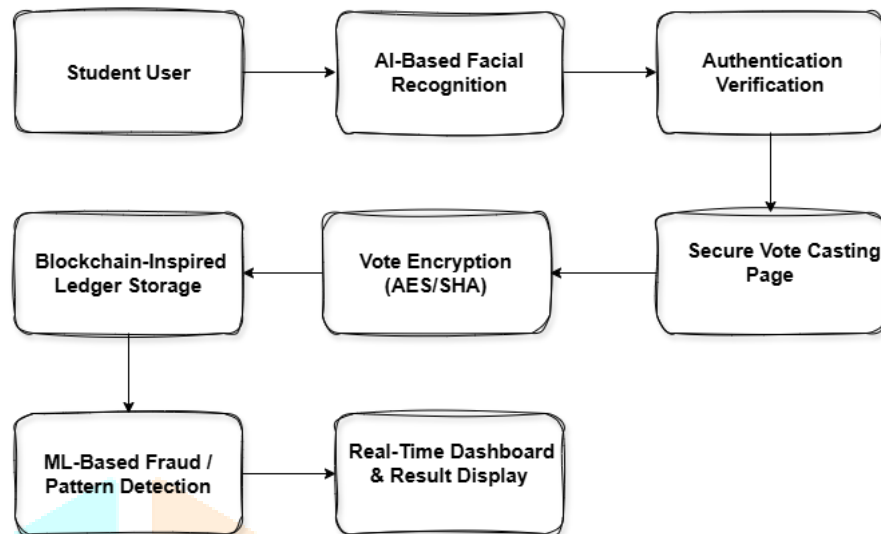 Student User
AI-Based Facial
Recognition
Authentication
Verification
Secure Vote Casting
Page
Vote Encryption
(AES/SHA)
Blockchain-Inspired
Ledger Storage
ML-Based Fraud /
Pattern Detection
Real-Time Dashboard
& Result Display